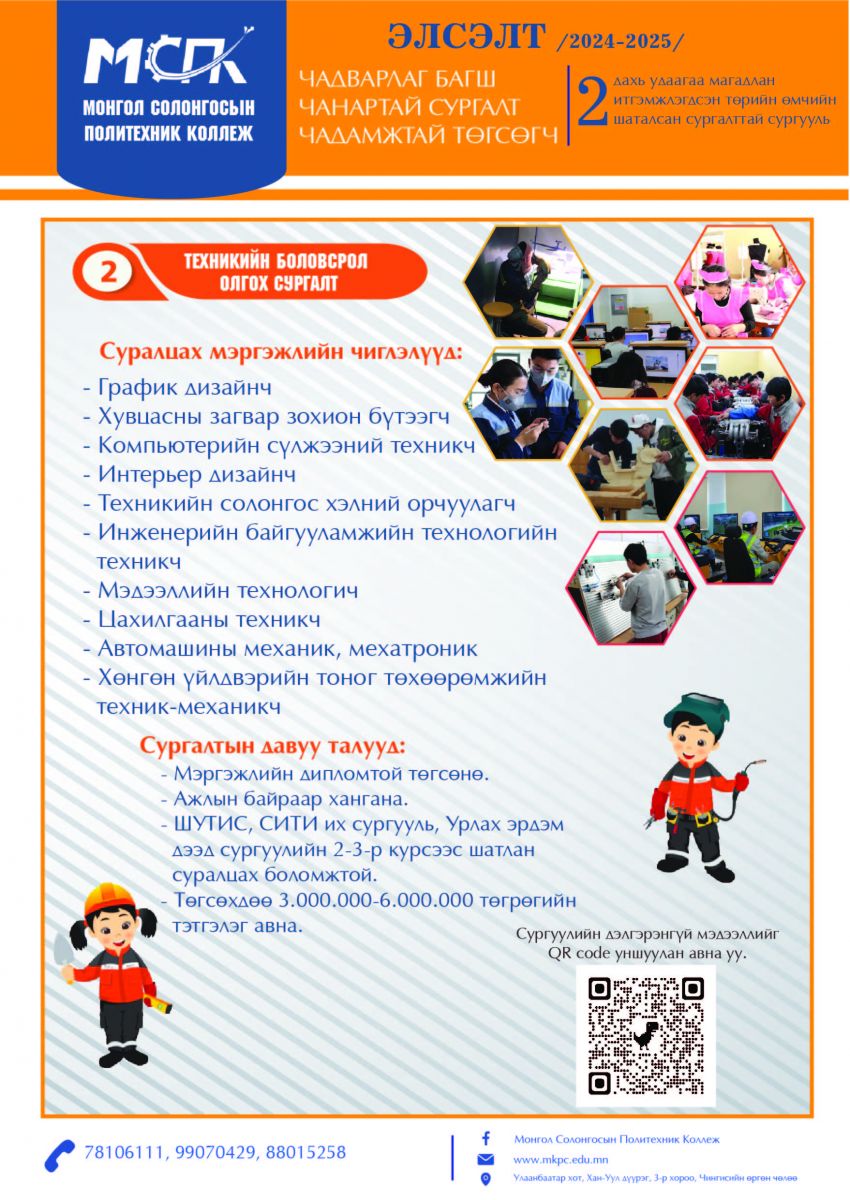 МСПК
МОНГОЛ СОЛОНГОСЫН
ПОЛИТЕХНИК КОЛЛЕЖ
ЭЛСЭЛТ /2024-2025/
ЧАДВАРЛАГ БАГШ
ЧАНАРТАЙ СУРГАЛТ
ЧАДАМЖТАЙ ТӨГСӨГЧ
2 дахь удаагаа магадлан
итгэмжлэгдсэн төрийн өмчийн
шаталсан сургалттай сургууль
2
ТЕХНИКИЙН БОЛОВСРОЛ
ОЛГОХ СУРГАЛТ
Суралцах мэргэжлийн чиглэлүүд:
- График дизайнч
- Хувцасны загвар зохион бүтээгч
- Компьютерийн сүлжээний техникч
- Интерьер дизайнч
- Техникийн солонгос хэлний орчуулагч
- Инженерийн байгууламжийн технологийн
техникч
- Мэдээллийн технологич
- Цахилгааны техникч
- Автомашины механик, мехатроник
- Хөнгөн үйлдвэрийн тоног төхөөрөмжийн
техник-механикч
Сургалтын давуу талууд:
- Мэргэжлийн дипломтой төгсөнө.
- Ажлын байраар хангана.
- ШУТИС, СИТИ их сургууль, Урлах эрдэм
дээд сургуулийн 2-3-р курсээс шатлан
суралцах боломжтой.
- Төгсөхдөө 3.000.000-6.000.000 төгрөгийн
тэтгэлэг авна.
Сургуулийн дэлгэрэнгүй мэдээллийг
QR code уншуулан авна уу.
78106111, 99070429, 88015258
Монгол Солонгосын Политехник Коллеж
www.mkpc.edu.mn
Улаанбаатар хот, Хан-Уул дүүрэг, 3-р хороо, Чингисийн өргөн чөлөө